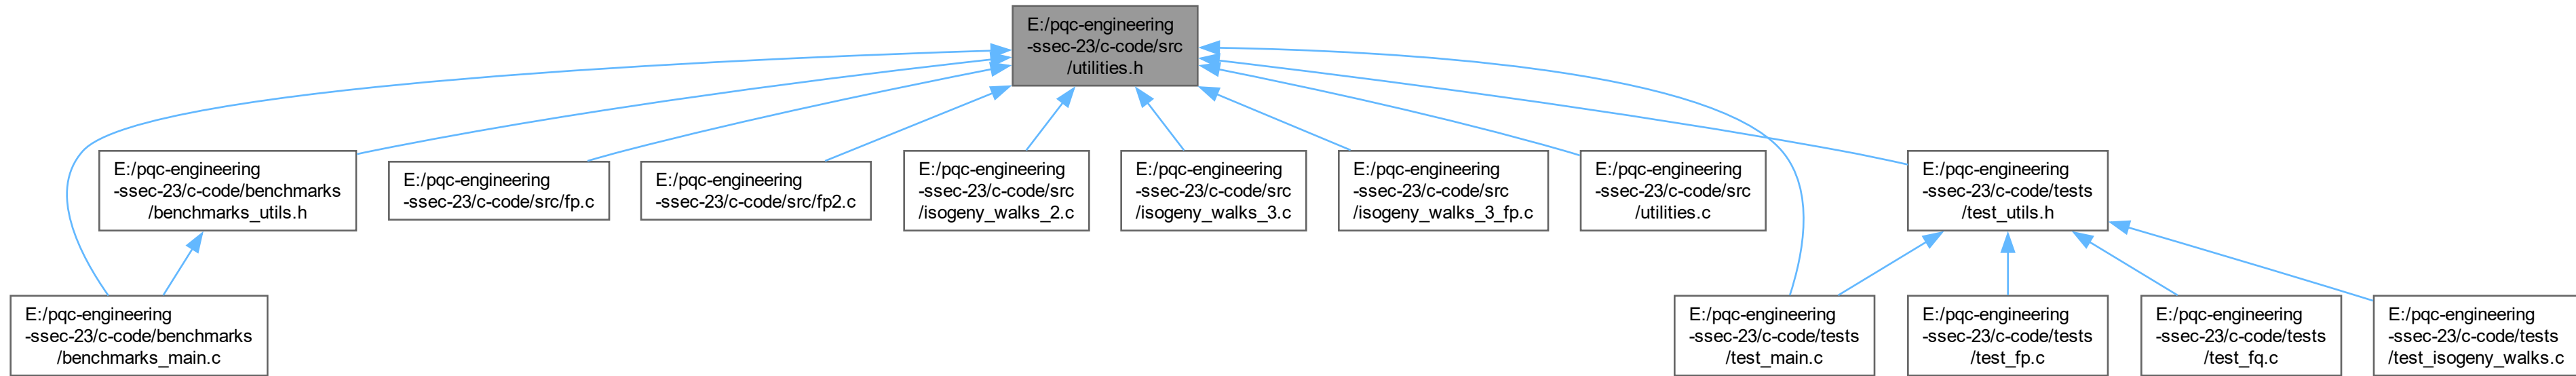 E:/pqc-engineering
-ssec-23/c-code/src
/utilities.h
E:/pqc-engineering
-ssec-23/c-code/benchmarks
/benchmarks_utils.h
E:/pqc-engineering
-ssec-23/c-code/src/fp.c
E:/pqc-engineering
-ssec-23/c-code/src/fp2.c
E:/pqc-engineering
-ssec-23/c-code/src
/isogeny_walks_2.c
E:/pqc-engineering
-ssec-23/c-code/src
/isogeny_walks_3.c
E:/pqc-engineering
-ssec-23/c-code/src
/isogeny_walks_3_fp.c
E:/pqc-engineering
-ssec-23/c-code/src
/utilities.c
E:/pqc-engineering
-ssec-23/c-code/tests
/test_utils.h
E:/pqc-engineering
-ssec-23/c-code/benchmarks
/benchmarks_main.c
E:/pqc-engineering
-ssec-23/c-code/tests
/test_main.c
E:/pqc-engineering
-ssec-23/c-code/tests
/test_fp.c
E:/pqc-engineering
-ssec-23/c-code/tests
/test_fq.c
E:/pqc-engineering
-ssec-23/c-code/tests
/test_isogeny_walks.c